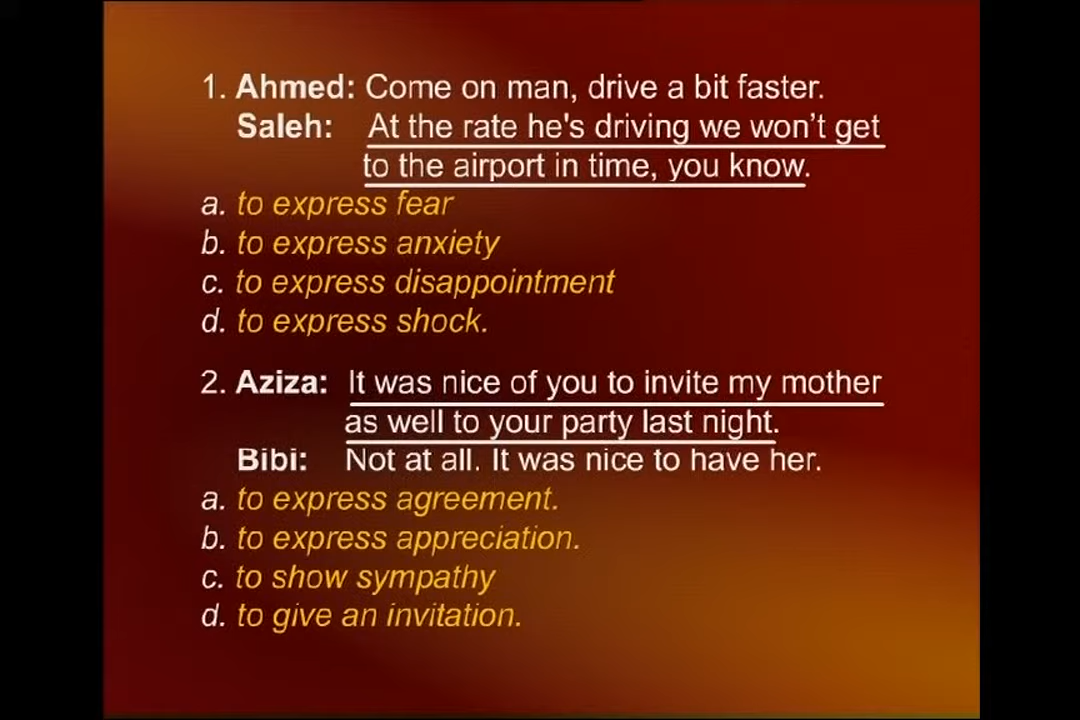 1. Ahmed: Come on man, drive a bit faster.
Saleh: At the rate he's driving we won't get
to the airport in time, you know.
a. to express fear
b. to express anxiety
c. to express disappointment
d. to express shock.
2. Aziza: It was nice of you to invite my mother
as well to your party last night.
Bibi: Not at all. It was nice to have her.
a. to express agreement.
b. to express appreciation.
c. to show sympathy
d. to give an invitation.